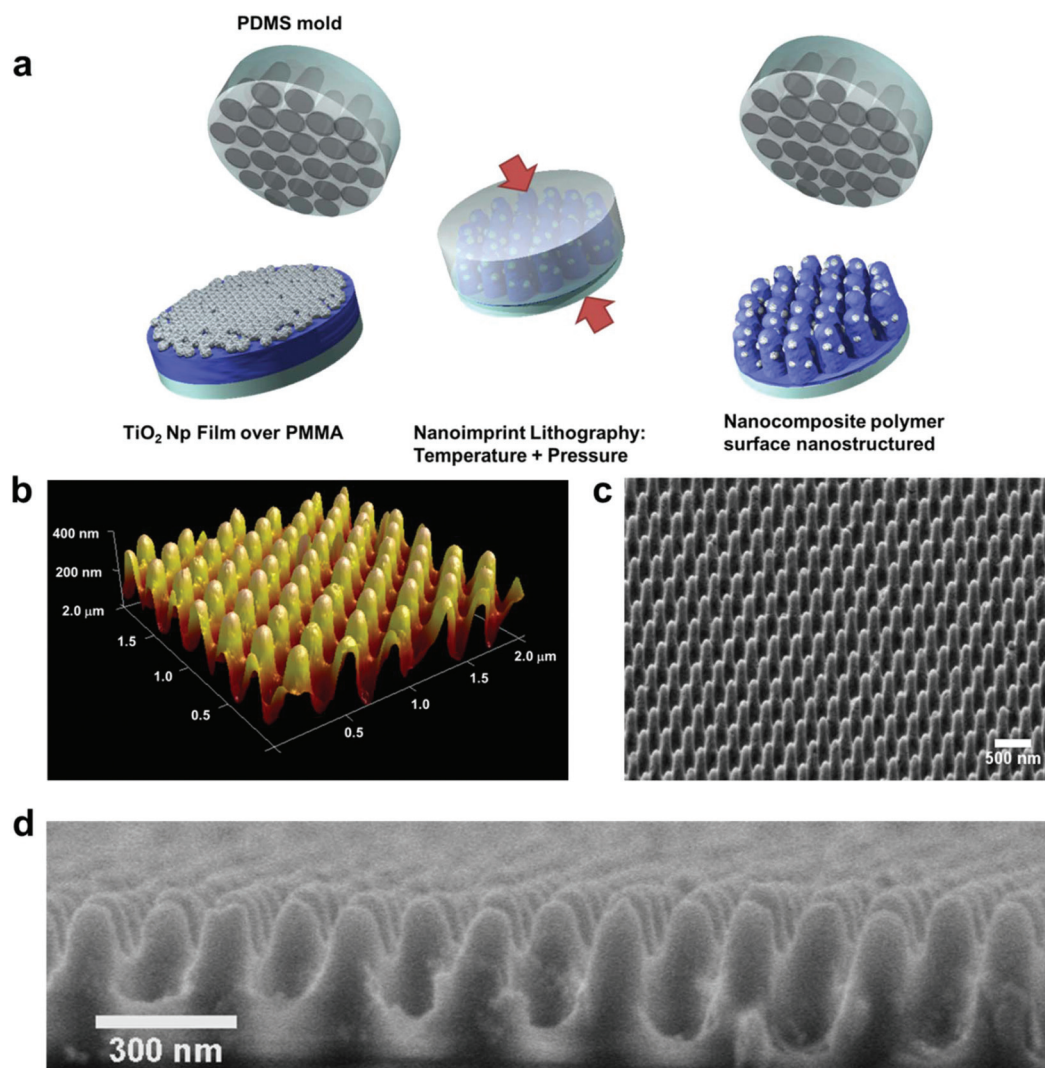 PDMS mold
a
TiO₂ Np Film over PMMA
Nanoimprint Lithography:
Temperature + Pressure
Nanocomposite polymer
surface nanostructured
b
400 nm
200 nm
2.0 μm
1.5
1.0
0.5
0.5
1.0
1.5
2.0 μm
c
500 nm
d
300 nm